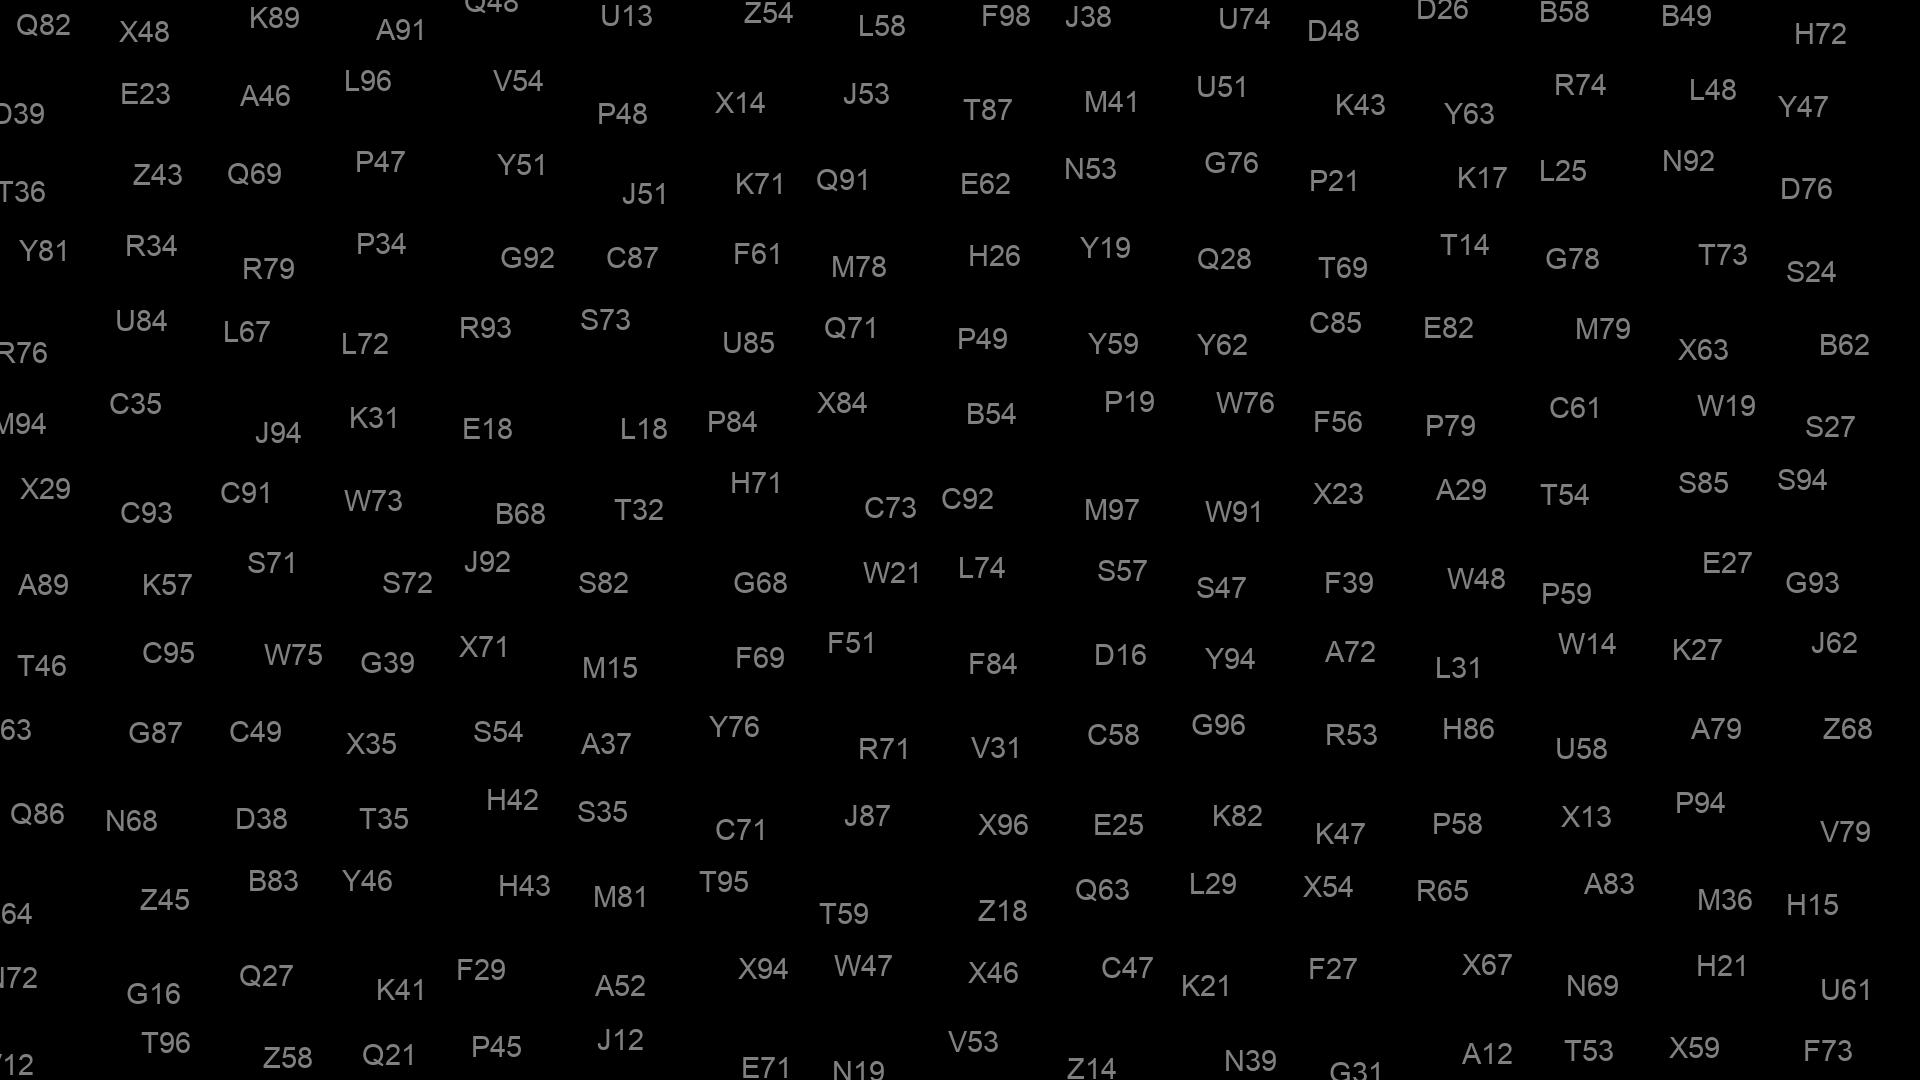 Q82 X48 K89 A91 Q48 U13 Z54 L58 F98 J38 U74 D48 D26 B58 B49 H72
D39 E23 A46 L96 V54 P48 X14 J53 T87 M41 U51 K43 Y63 R74 L48 Y47
T36 Z43 Q69 P47 Y51 J51 K71 Q91 E62 N53 G76 P21 K17 L25 N92 D76
Y81 R34 R79 P34 G92 C87 F61 M78 H26 Y19 Q28 T69 T14 G78 T73 S24
R76 U84 L67 L72 R93 S73 U85 Q71 P49 Y59 Y62 C85 E82 M79 X63 B62
M94 C35 J94 K31 E18 L18 P84 X84 B54 P19 W76 F56 P79 C61 W19 S27
X29 C93 C91 W73 B68 T32 H71 C73 C92 M97 W91 X23 A29 T54 S85 S94
A89 K57 S71 S72 J92 S82 G68 W21 L74 S57 S47 F39 W48 P59 E27 G93
T46 C95 W75 G39 X71 M15 F69 F51 F84 D16 Y94 A72 L31 W14 K27 J62
63 G87 C49 X35 S54 A37 Y76 R71 V31 C58 G96 R53 H86 U58 A79 Z68
Q86 N68 D38 T35 H42 S35 C71 J87 X96 E25 K82 K47 P58 X13 P94 V79
64 Z45 B83 Y46 H43 M81 T95 T59 Z18 Q63 L29 X54 R65 A83 M36 H15
72 G16 Q27 K41 F29 A52 X94 W47 X46 C47 K21 F27 X67 N69 H21 U61
12 T96 Z58 Q21 P45 J12 E71 N19 V53 Z14 N39 G31 A12 T53 X59 F73